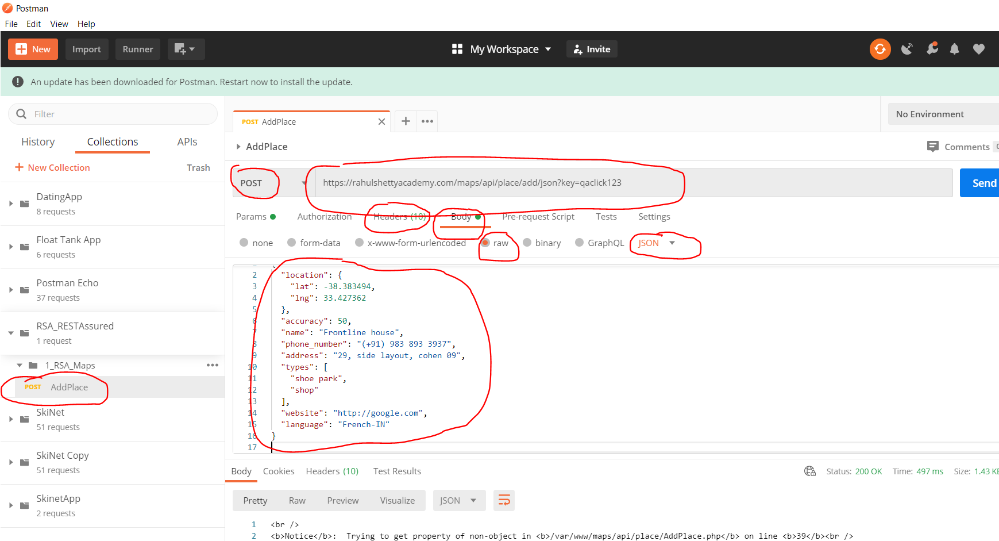 Postman
File Edit View Help
New Import Runner My Workspace Invite
An update has been downloaded for Postman. Restart now to install the update.
Filter
History Collections APIs
New Collection Trash
DatingApp
8 requests
Float Tank App
6 requests
Postman Echo
37 requests
RSA_RESTAssured
1 request
1_RSA_Maps
POST AddPlace
SkiNet
51 requests
SkiNet Copy
51 requests
SkinetApp
2 requests
POST AddPlace
No Environment
AddPlace
Comments
POST https://rahulshettyacademy.com/maps/api/place/add/json?key=qaclick123 Send
Params Authorization Headers (10) Body Pre-request Script Tests Settings
none form-data x-www-form-urlencoded raw binary GraphQL JSON
2 "location": {
3 "lat": -38.383494,
4 "lng": 33.427362
5 },
6 "accuracy": 50,
7 "name": "Frontline house",
8 "phone_number": "(+91) 983 893 3937",
9 "address": "29, side layout, cohen 09",
10 "types": [
11 "shoe park",
12 "shop"
13 ],
14 "website": "http://google.com",
15 "language": "French-IN"
16 }
17
Body Cookies Headers (10) Test Results Status: 200 OK Time: 497 ms Size: 1.43 KB
Pretty Raw Preview Visualize JSON
1 <br />
2 <b>Notice</b>:  Trying to get property of non-object in <b>/var/www/maps/api/place/AddPlace.php</b> on line <b>39</b><br />